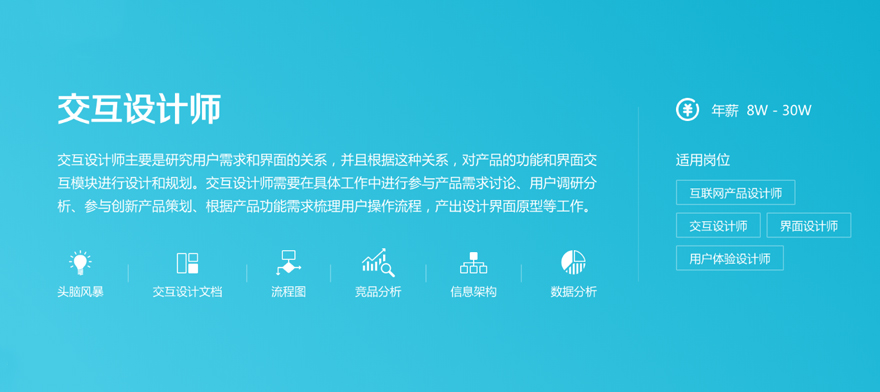 交互设计师
交互设计师主要是研究用户需求和界面的关系，并且根据这种关系，对产品的功能和界面交
互模块进行设计和规划。交互设计师需要在具体工作中进行参与产品需求讨论、用户调研分
析、参与创新产品策划、根据产品功能需求梳理用户操作流程，产出设计界面原型等工作。
头脑风暴
交互设计文档
流程图
竞品分析
信息架构
数据分析
年薪 8W - 30W
适用岗位
互联网产品设计师
交互设计师
界面设计师
用户体验设计师